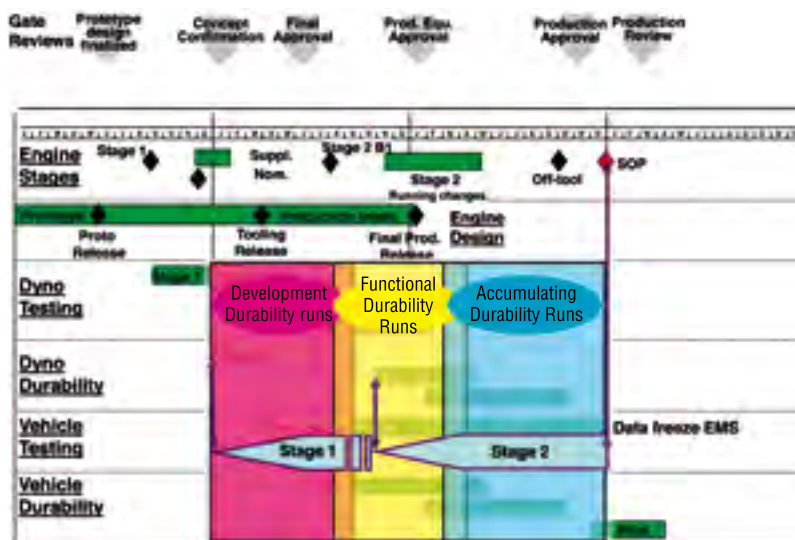 Gate
Reviews
Prototype
design
finalized
Concept
Confirmation
Final
Approval
Prod. Equ.
Approval
Production
Approval
Production
Review
Engine
Stages
Stage 1
Suppl.
Nom.
Stage 2 B1
Stage 2
Running changes
Off-tool
SOP
Proto
Release
Tooling
Release
Final Prod.
Release
Engine
Design
Dyno
Testing
Development
Durability runs
Functional
Durability
Runs
Accumulating
Durability Runs
Dyno
Durability
Vehicle
Testing
Stage 1
Stage 2
Data freeze EMS
Vehicle
Durability